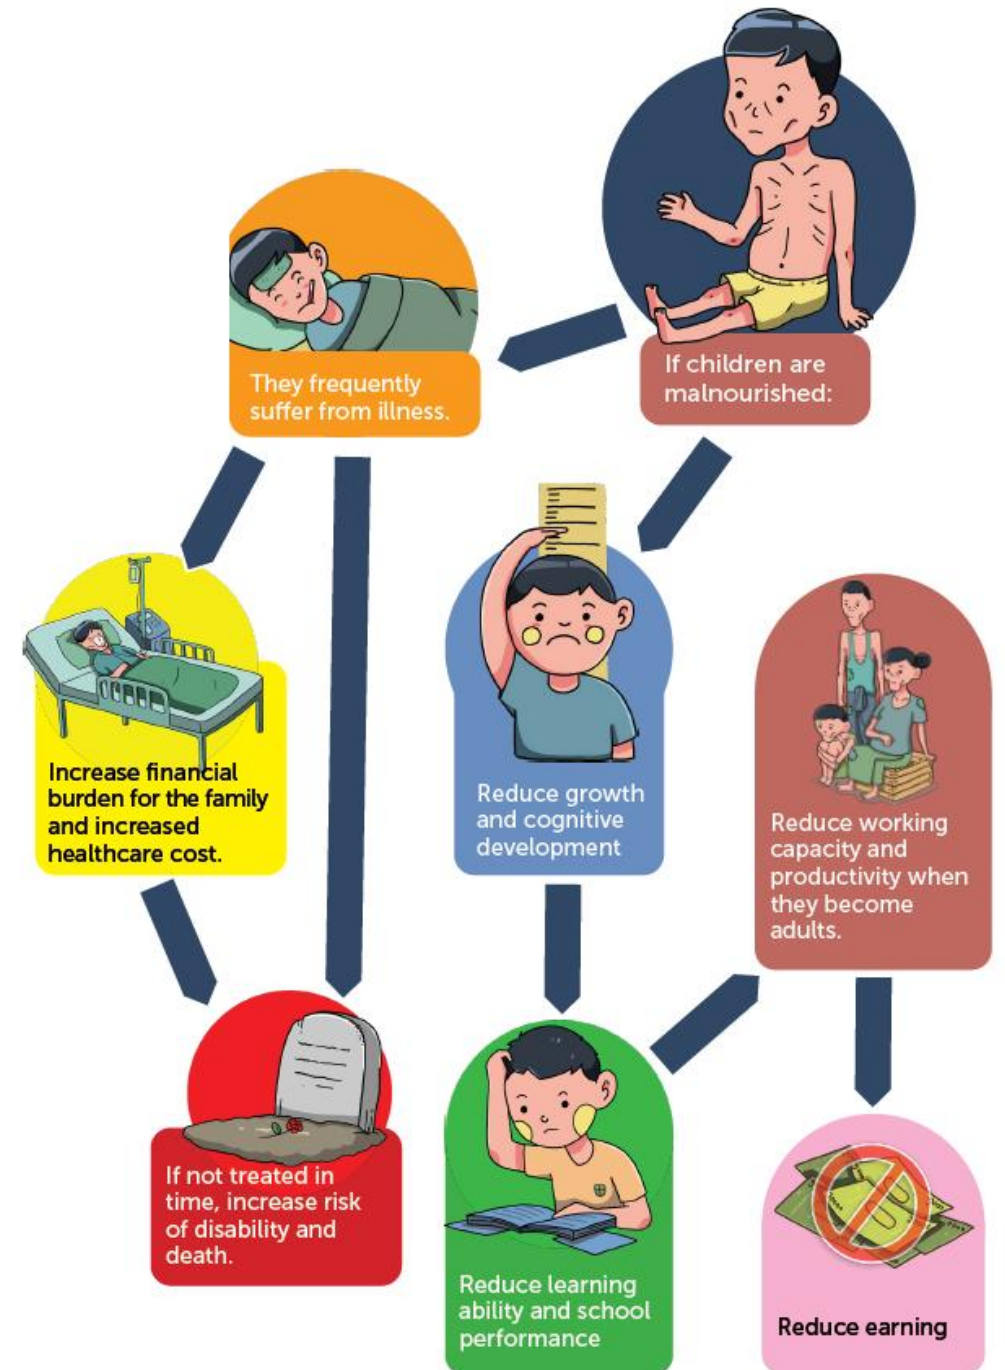 If children are
malnourished:
They frequently
suffer from illness.
Increase financial
burden for the family
and increased
healthcare cost.
Reduce growth
and cognitive
development
Reduce working
capacity and
productivity when
they become
adults.
If not treated in
time, increase risk
of disability and
death.
Reduce learning
ability and school
performance
Reduce earning